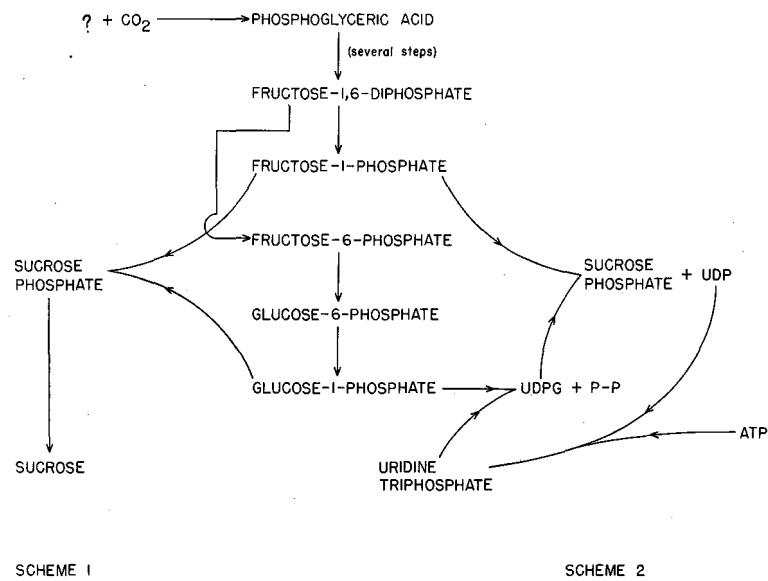 ? + CO2
PHOSPHOGLYCERIC ACID
(several steps)
FRUCTOSE-1,6-DIPHOSPHATE
FRUCTOSE-1-PHOSPHATE
FRUCTOSE-6-PHOSPHATE
SUCROSE
PHOSPHATE
SUCROSE
PHOSPHATE + UDP
GLUCOSE-6-PHOSPHATE
GLUCOSE-1-PHOSPHATE
UDPG + P-P
ATP
SUCROSE
URIDINE
TRIPHOSPHATE
SCHEME 1
SCHEME 2